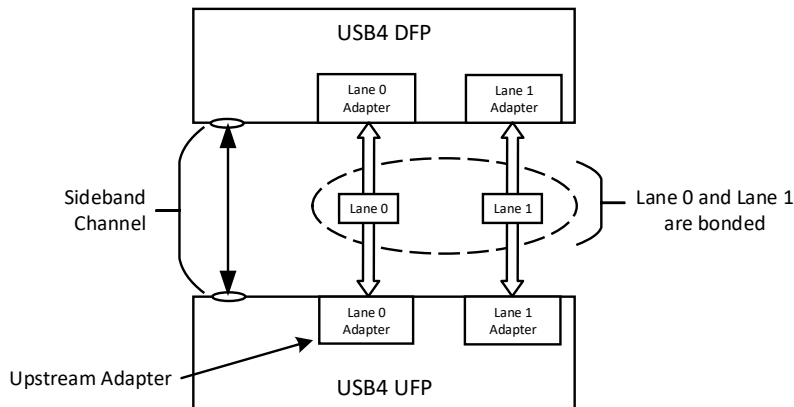 USB4 DFP
Lane 0
Adapter
Lane 1
Adapter
Sideband
Channel
Lane 0
Lane 1
Lane 0 and Lane 1
are bonded
Lane 0
Adapter
Lane 1
Adapter
Upstream Adapter
USB4 UFP